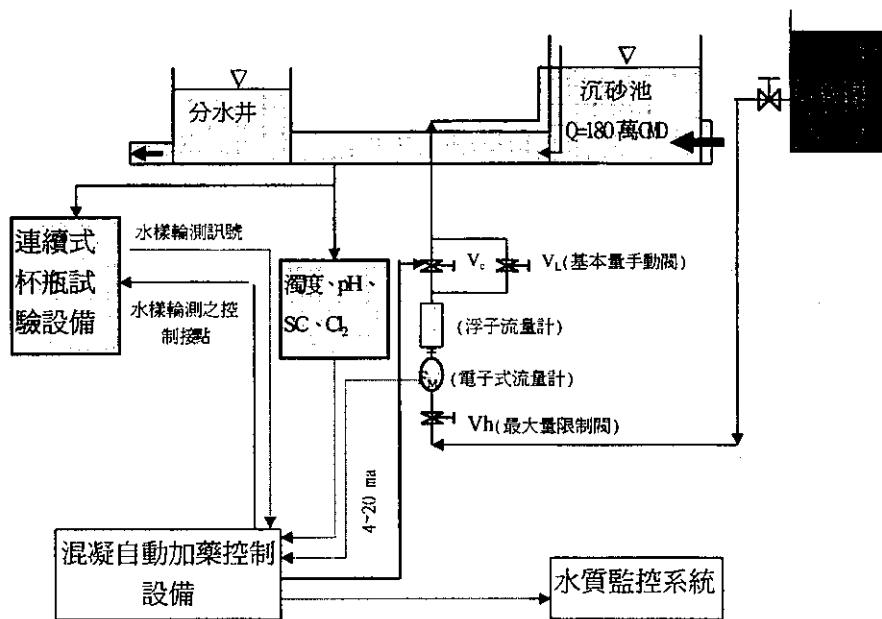 分水井
沉砂池
Q=180 萬CMD
連續式
杯瓶試
驗設備
水樣輪測訊號
水樣輪測之控
制接點
濁度、pH、
SC、Cl₂
Vc
VL(基本量手動閥)
(浮子流量計)
(電子式流量計)
M
Vh(最大量限制閥)
4~20 ma
混凝自動加藥控制
設備
水質監控系統